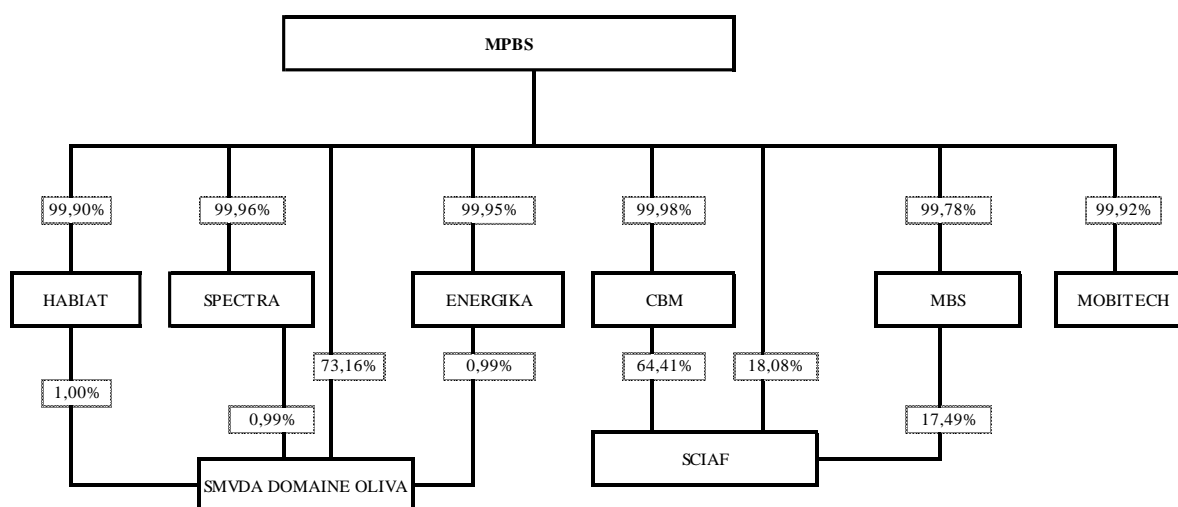 MPBS
99,90%
99,96%
99,95%
99,98%
99,78%
99,92%
HABIAT
SPECTRA
ENERGIKA
CBM
MBS
MOBITECH
73,16%
0,99%
64,41%
18,08%
1,00%
0,99%
17,49%
SCIAF
SMVDA DOMAINE OLIVA